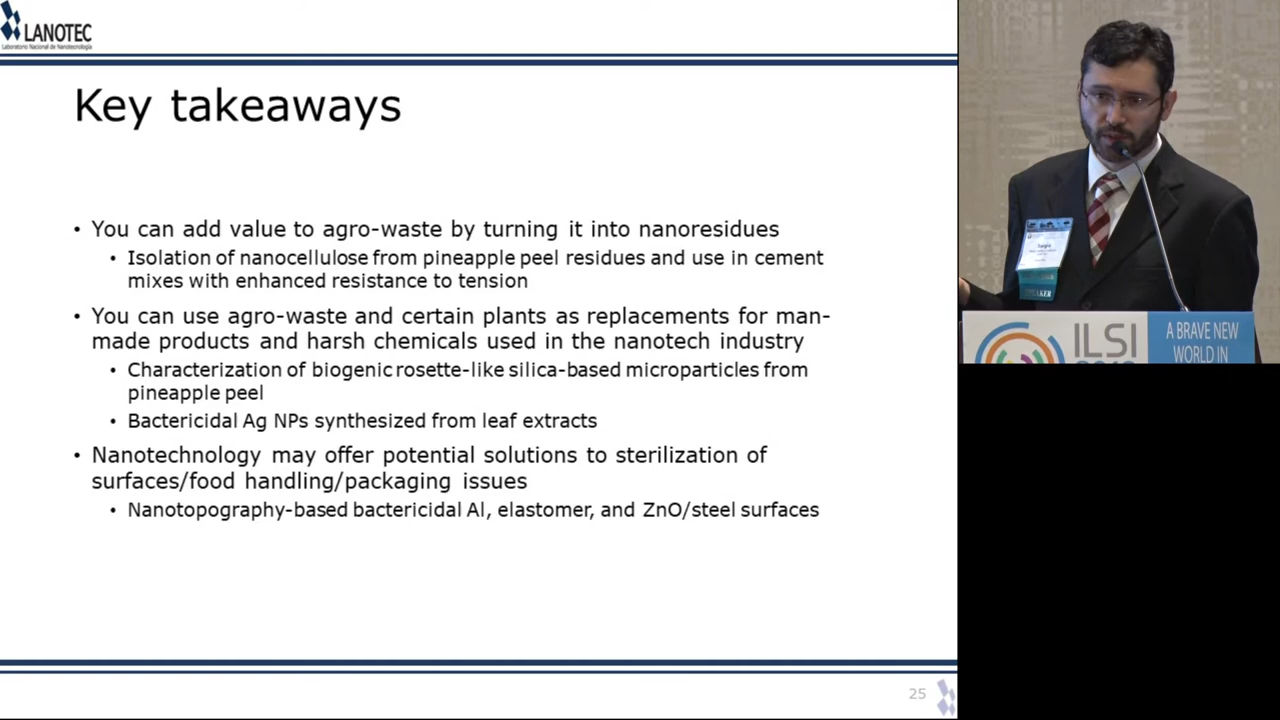 LANOTEC
Laboratorio Nacional de Nanotecnología
Key takeaways
• You can add value to agro-waste by turning it into nanoresidues
• Isolation of nanocellulose from pineapple peel residues and use in cement
mixes with enhanced resistance to tension
• You can use agro-waste and certain plants as replacements for man-
made products and harsh chemicals used in the nanotech industry
• Characterization of biogenic rosette-like silica-based microparticles from
pineapple peel
• Bactericidal Ag NPs synthesized from leaf extracts
• Nanotechnology may offer potential solutions to sterilization of
surfaces/food handling/packaging issues
• Nanotopography-based bactericidal Al, elastomer, and ZnO/steel surfaces
25
SPEAKER
ILSI
A BRAVE NEW
WORLD IN